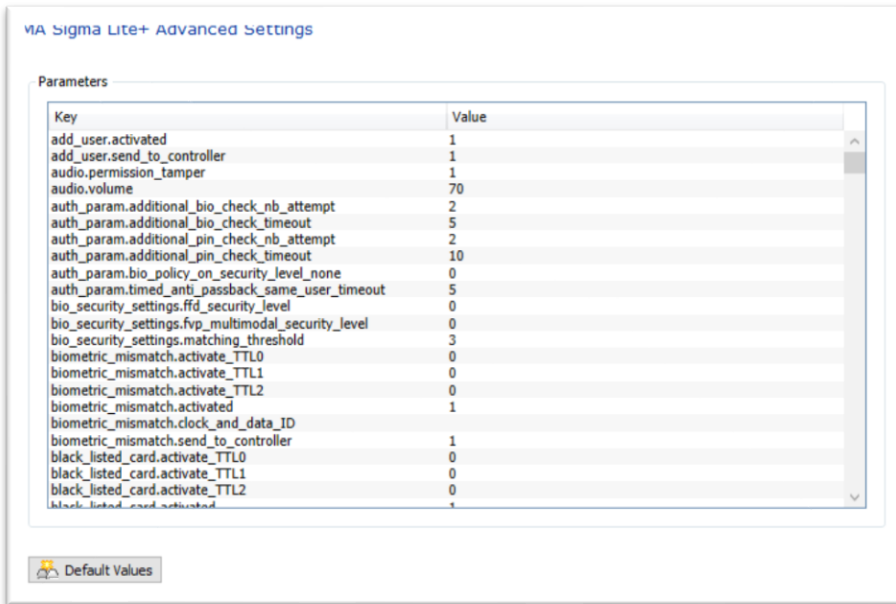 MA Sigma Lite+ Advanced Settings
Parameters
Key Value
add_user.activated 1
add_user.send_to_controller 1
audio.permission_tamper 1
audio.volume 70
auth_param.additional_bio_check_nb_attempt 2
auth_param.additional_bio_check_timeout 5
auth_param.additional_pin_check_nb_attempt 2
auth_param.additional_pin_check_timeout 10
auth_param.bio_policy_on_security_level_none 0
auth_param.timed_anti_passback_same_user_timeout 5
bio_security_settings.ffd_security_level 0
bio_security_settings.fvp_multimodal_security_level 0
bio_security_settings.matching_threshold 3
biometric_mismatch.activate_TTL0 0
biometric_mismatch.activate_TTL1 0
biometric_mismatch.activate_TTL2 0
biometric_mismatch.activated 1
biometric_mismatch.clock_and_data_ID
biometric_mismatch.send_to_controller 1
black_listed_card.activate_TTL0 0
black_listed_card.activate_TTL1 0
black_listed_card.activate_TTL2 0
black_listed_card.activated 1
Default Values